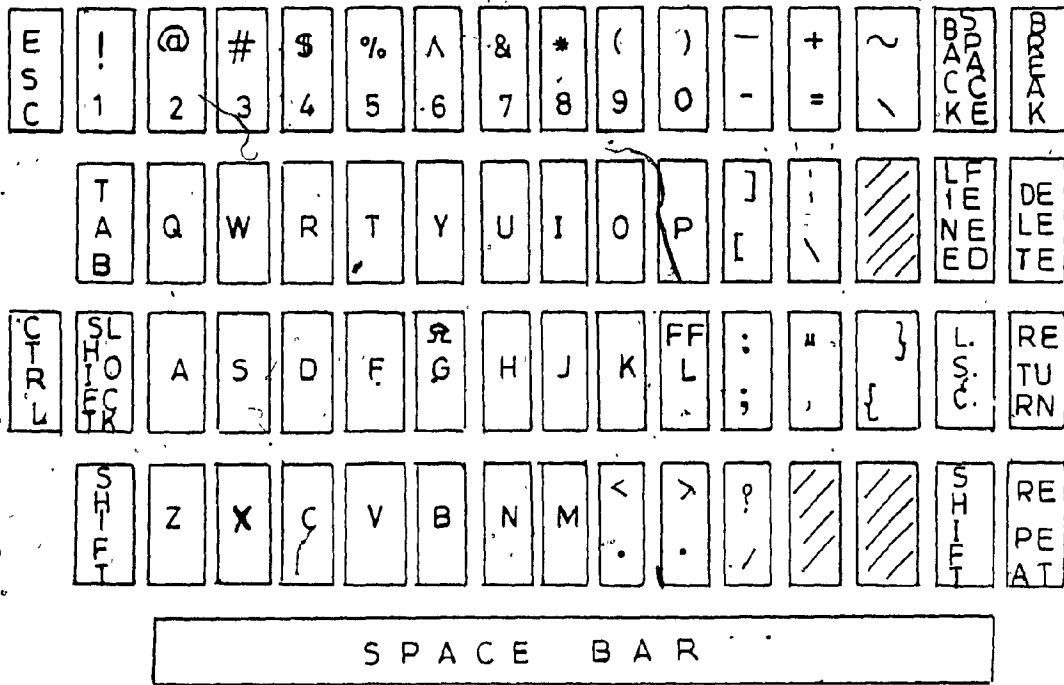 ESC ! 1 @ 2 # 3 $ 4 % 5 ^ 6 & 7 * 8 ( 9 ) 0 — - + = ~ \ BACK SPACE BREAK
TAB Q W R T Y U I O P ] [ ¦ \ LINE FEED DELETE
CTRL SHIFT LOCK A S D F G H J K FF L : ; " , } { L.S.C. RETURN
SHIFT Z X C V B N M < . > . ? / SHIFT REPEAT
SPACE BAR